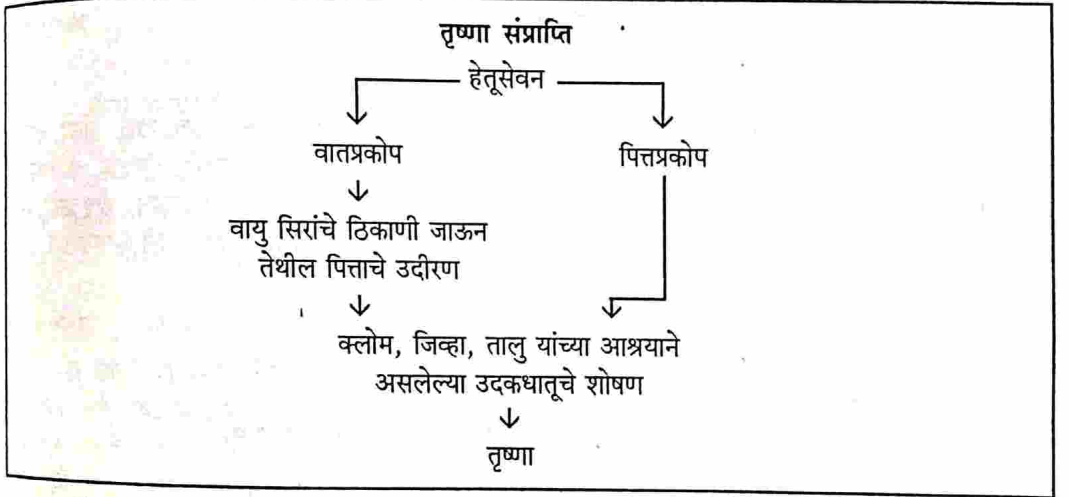 तृष्णा संप्राप्ति
हेतूसेवन
वातप्रकोप पित्तप्रकोप
वायु सिरांचे ठिकाणी जाऊन
तेथील पित्ताचे उदीरण
क्लोम, जिव्हा, तालु यांच्या आश्रयाने
असलेल्या उदकधातूचे शोषण
तृष्णा